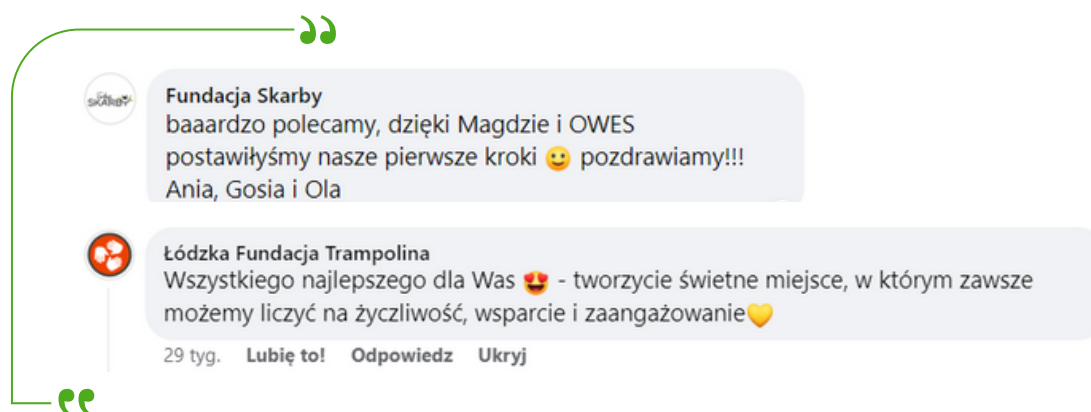 ”
SKARBY
Fundacja Skarby
baaardzo polecamy, dzięki Magdzie i OWES
postawiłyśmy nasze pierwsze kroki 🙂 pozdrawiamy!!!
Ania, Gosia i Ola
Łódzka Fundacja Trampolina
Wszystkiego najlepszego dla Was 😍 - tworzycie świetne miejsce, w którym zawsze
możemy liczyć na życzliwość, wsparcie i zaangażowanie💛
29 tyg. Lubię to! Odpowiedz Ukryj
“